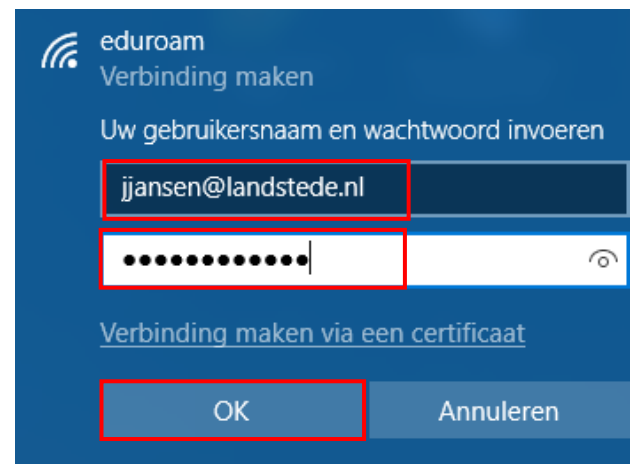 eduroam
Verbinding maken
Uw gebruikersnaam en wachtwoord invoeren
jjansen@landstede.nl
●●●●●●●●●●●●
Verbinding maken via een certificaat
OK Annuleren